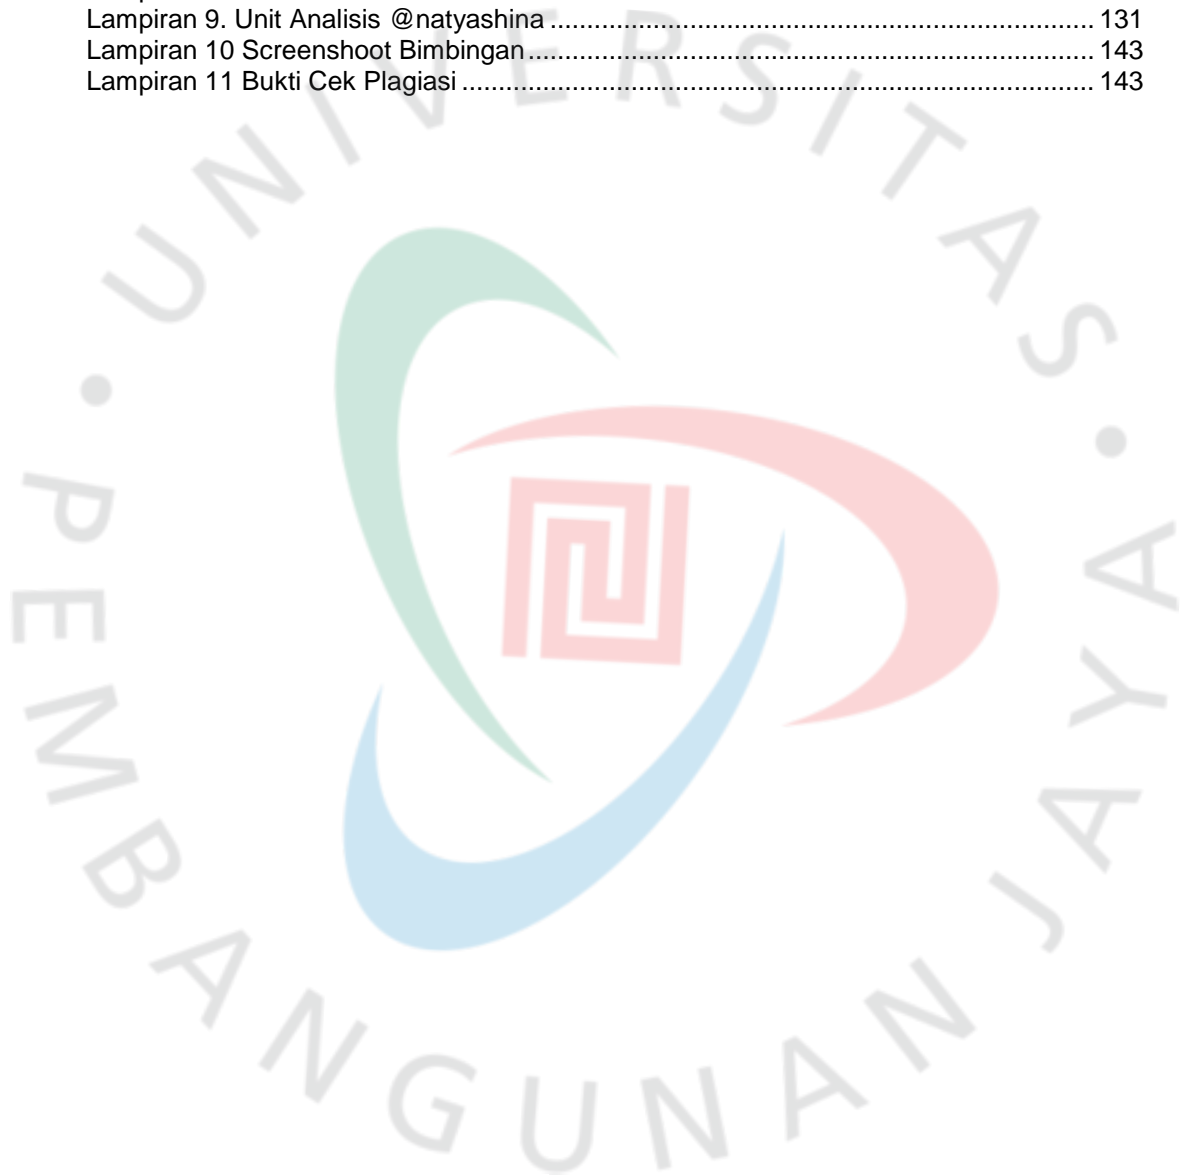 Lampiran 9. Unit Analisis @natyashina ........................................................................... 131
Lampiran 10 Screenshoot Bimbingan.............................................................................. 143
Lampiran 11 Bukti Cek Plagiasi ....................................................................................... 143
UNIVERSITAS
PEMBANGUNAN JAYA